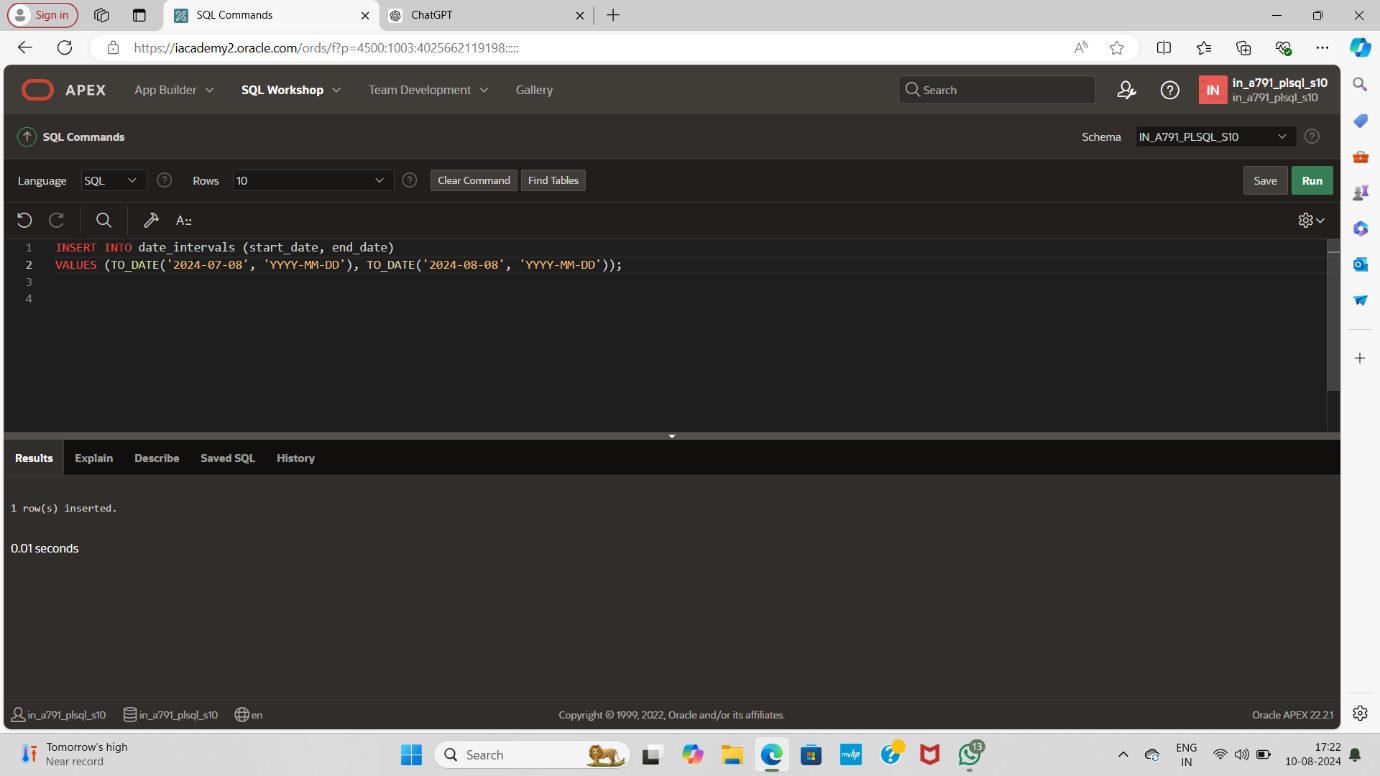 Sign in
SQL Commands
ChatGPT
https://iacademy2.oracle.com/ords/f?p=4500:1003:4025662119198:::::
APEX
App Builder
SQL Workshop
Team Development
Gallery
Search
IN
in_a791_plsql_s10
in_a791_plsql_s10
SQL Commands
Schema
IN_A791_PLSQL_S10
Language
SQL
Rows
10
Clear Command
Find Tables
Save
Run
1 INSERT INTO date_intervals (start_date, end_date)
2 VALUES (TO_DATE('2024-07-08', 'YYYY-MM-DD'), TO_DATE('2024-08-08', 'YYYY-MM-DD'));
3
4
Results
Explain
Describe
Saved SQL
History
1 row(s) inserted.
0.01 seconds
in_a791_plsql_s10
in_a791_plsql_s10
en
Copyright © 1999, 2022, Oracle and/or its affiliates.
Oracle APEX 22.2.1
Tomorrow's high
Near record
Search
myhp
13
ENG
IN
17:22
10-08-2024